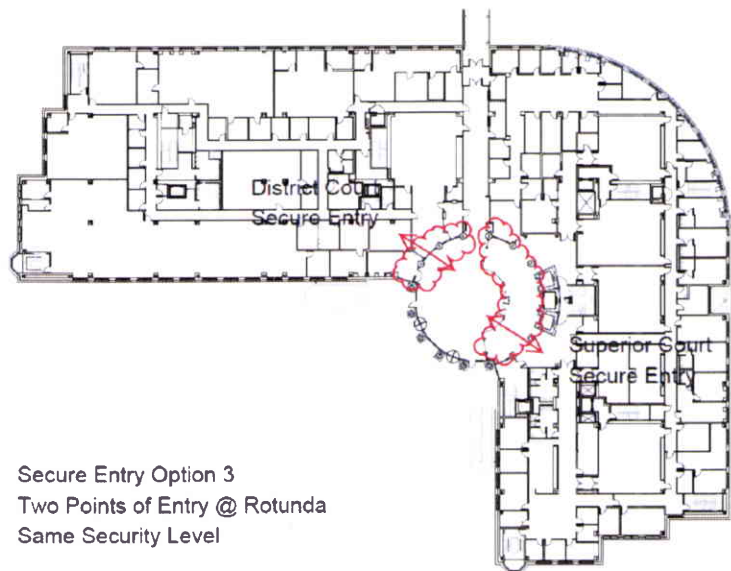 District Court
Secure Entry
Superior Court
Secure Entry
Secure Entry Option 3
Two Points of Entry @ Rotunda
Same Security Level